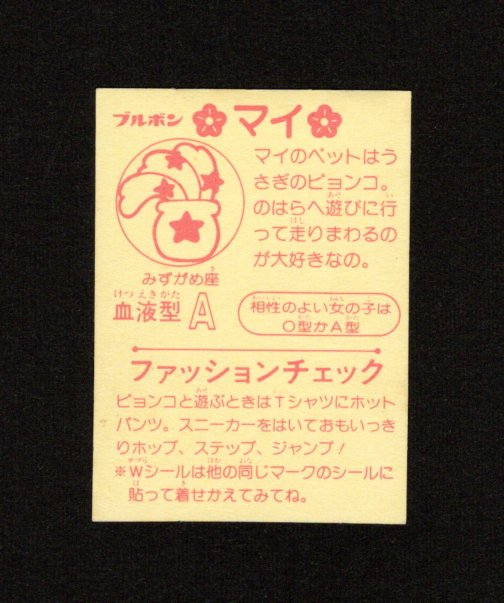 ブルボン マイ
マイのペットはう
さぎのピョンコ。
のはらへ遊びに行
って走りまわるの
が大好きなの。
みずがめ座
血液型 A
相性のよい女の子は
O型かA型
ファッションチェック
ピョンコと遊ぶときはTシャツにホット
パンツ。スニーカーをはいておもいっき
りホップ、ステップ、ジャンプ!
※Wシールは他の同じマークのシールに
貼って着せかえてみてね。